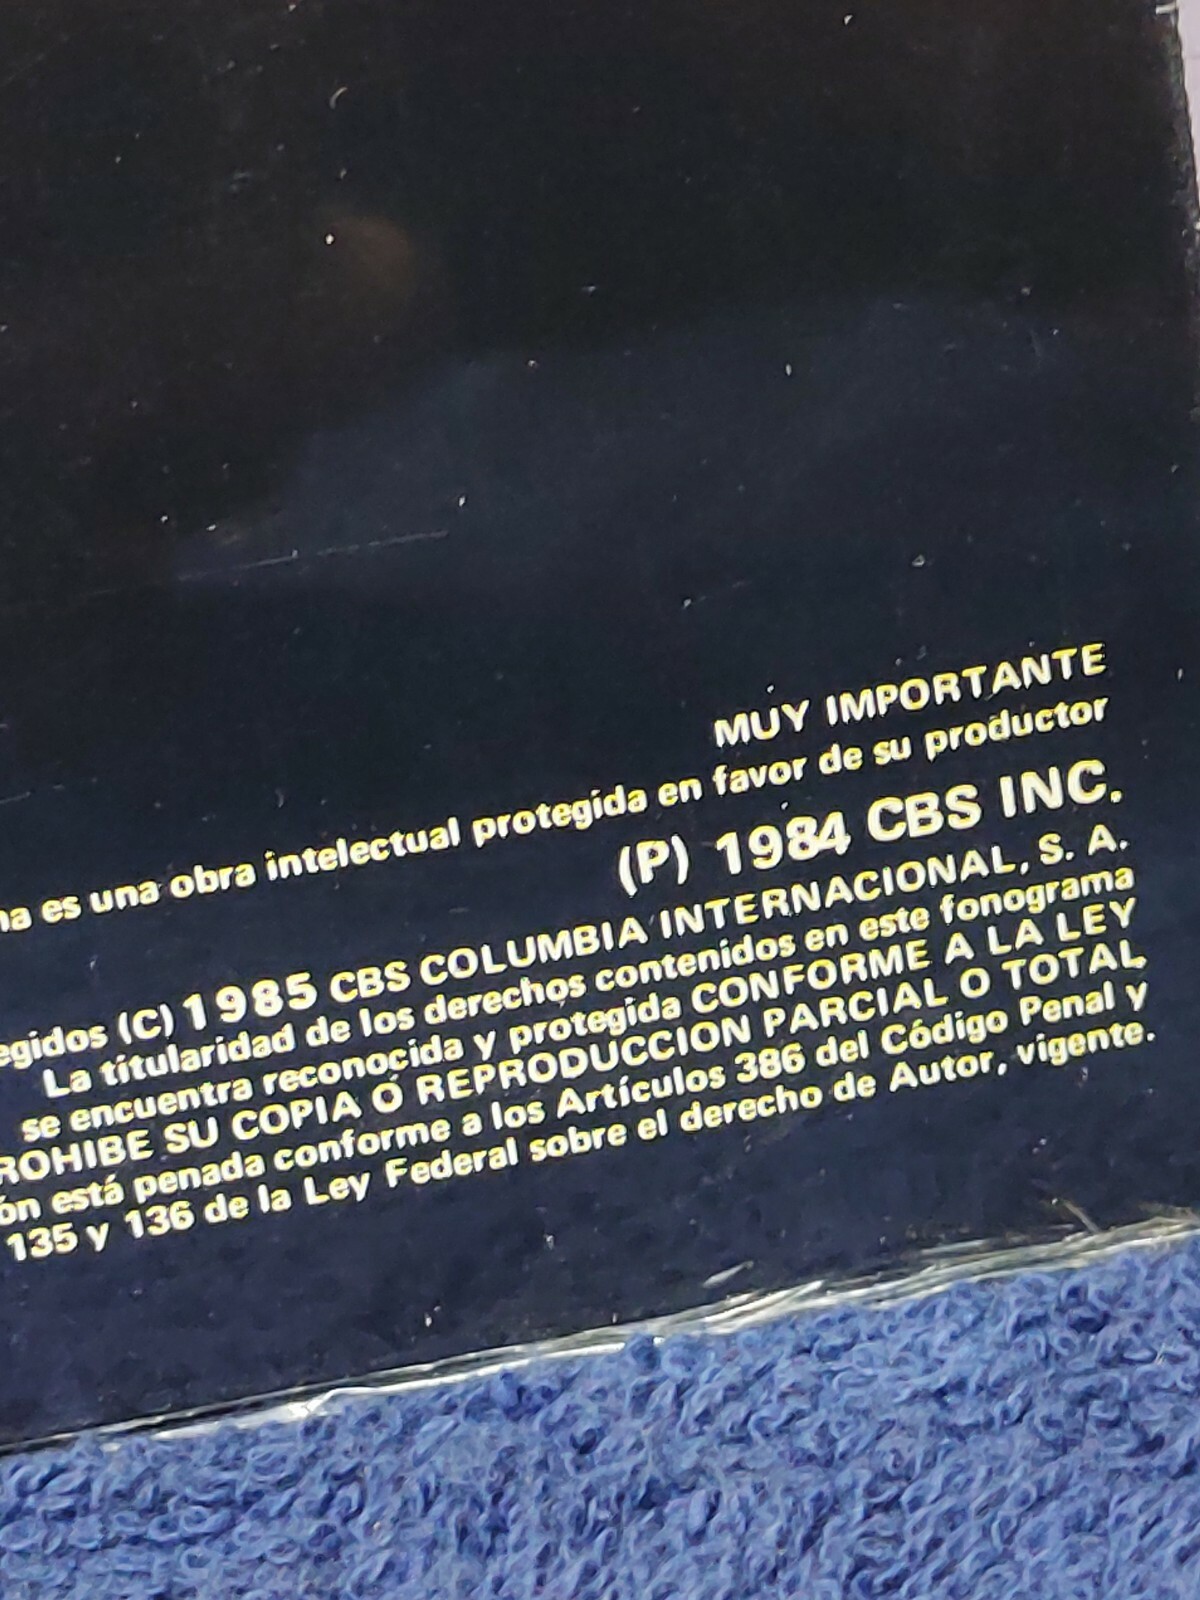 MUY IMPORTANTE
es una obra intelectual protegida en favor de su productor
(P) 1984 CBS INC.
(C) 1985 CBS COLUMBIA INTERNACIONAL, S. A.
La titularidad de los derechos contenidos en este fonograma
se encuentra reconocida y protegida CONFORME A LA LEY
SU COPIA O REPRODUCCION PARCIAL O TOTAL
está penada conforme a los Artículos 386 del Código Penal y
135 y 136 de la Ley Federal sobre el derecho de Autor, vigente.